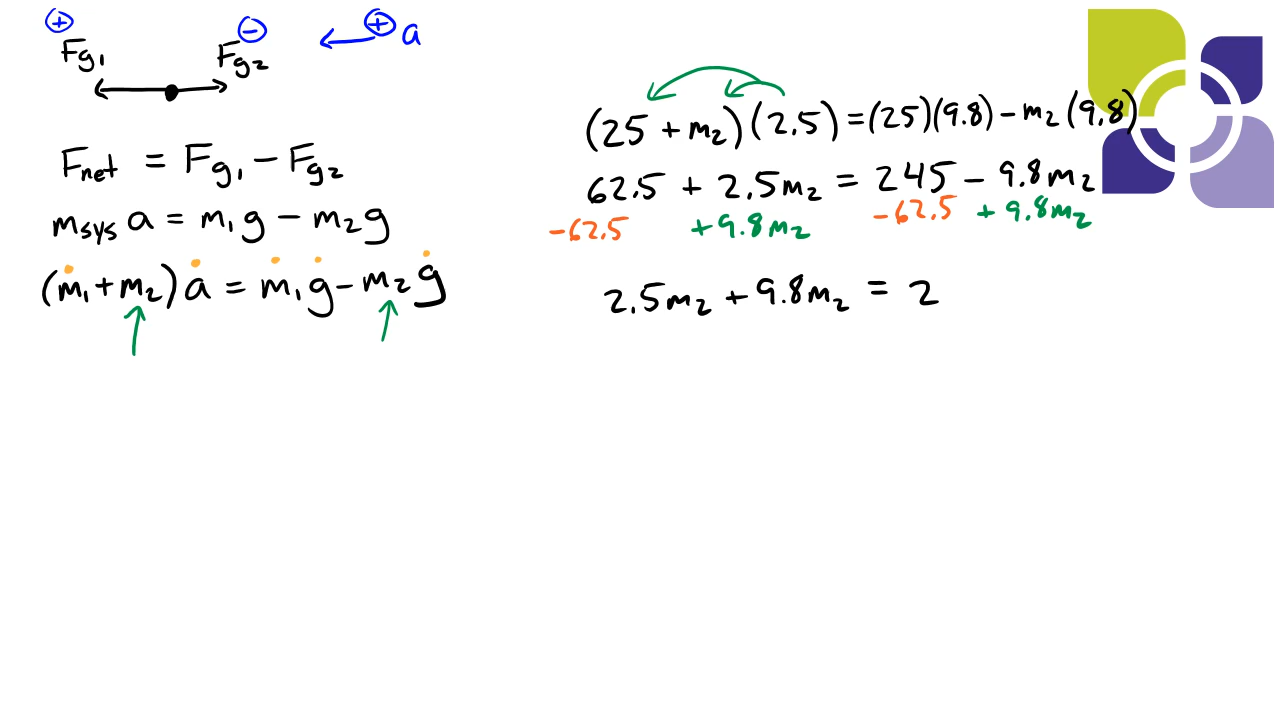 ⊕ ⊖ ⊕ a
Fg₁ Fg₂
Fnet = Fg₁ − Fg₂
msys a = m₁g − m₂g
(m₁ + m₂) a = m₁g − m₂g
(25 + m₂)(2.5) = (25)(9.8) − m₂(9.8)
62.5 + 2.5m₂ = 245 − 9.8m₂
−62.5 +9.8m₂ −62.5 + 9.8m₂
2.5m₂ + 9.8m₂ = 2